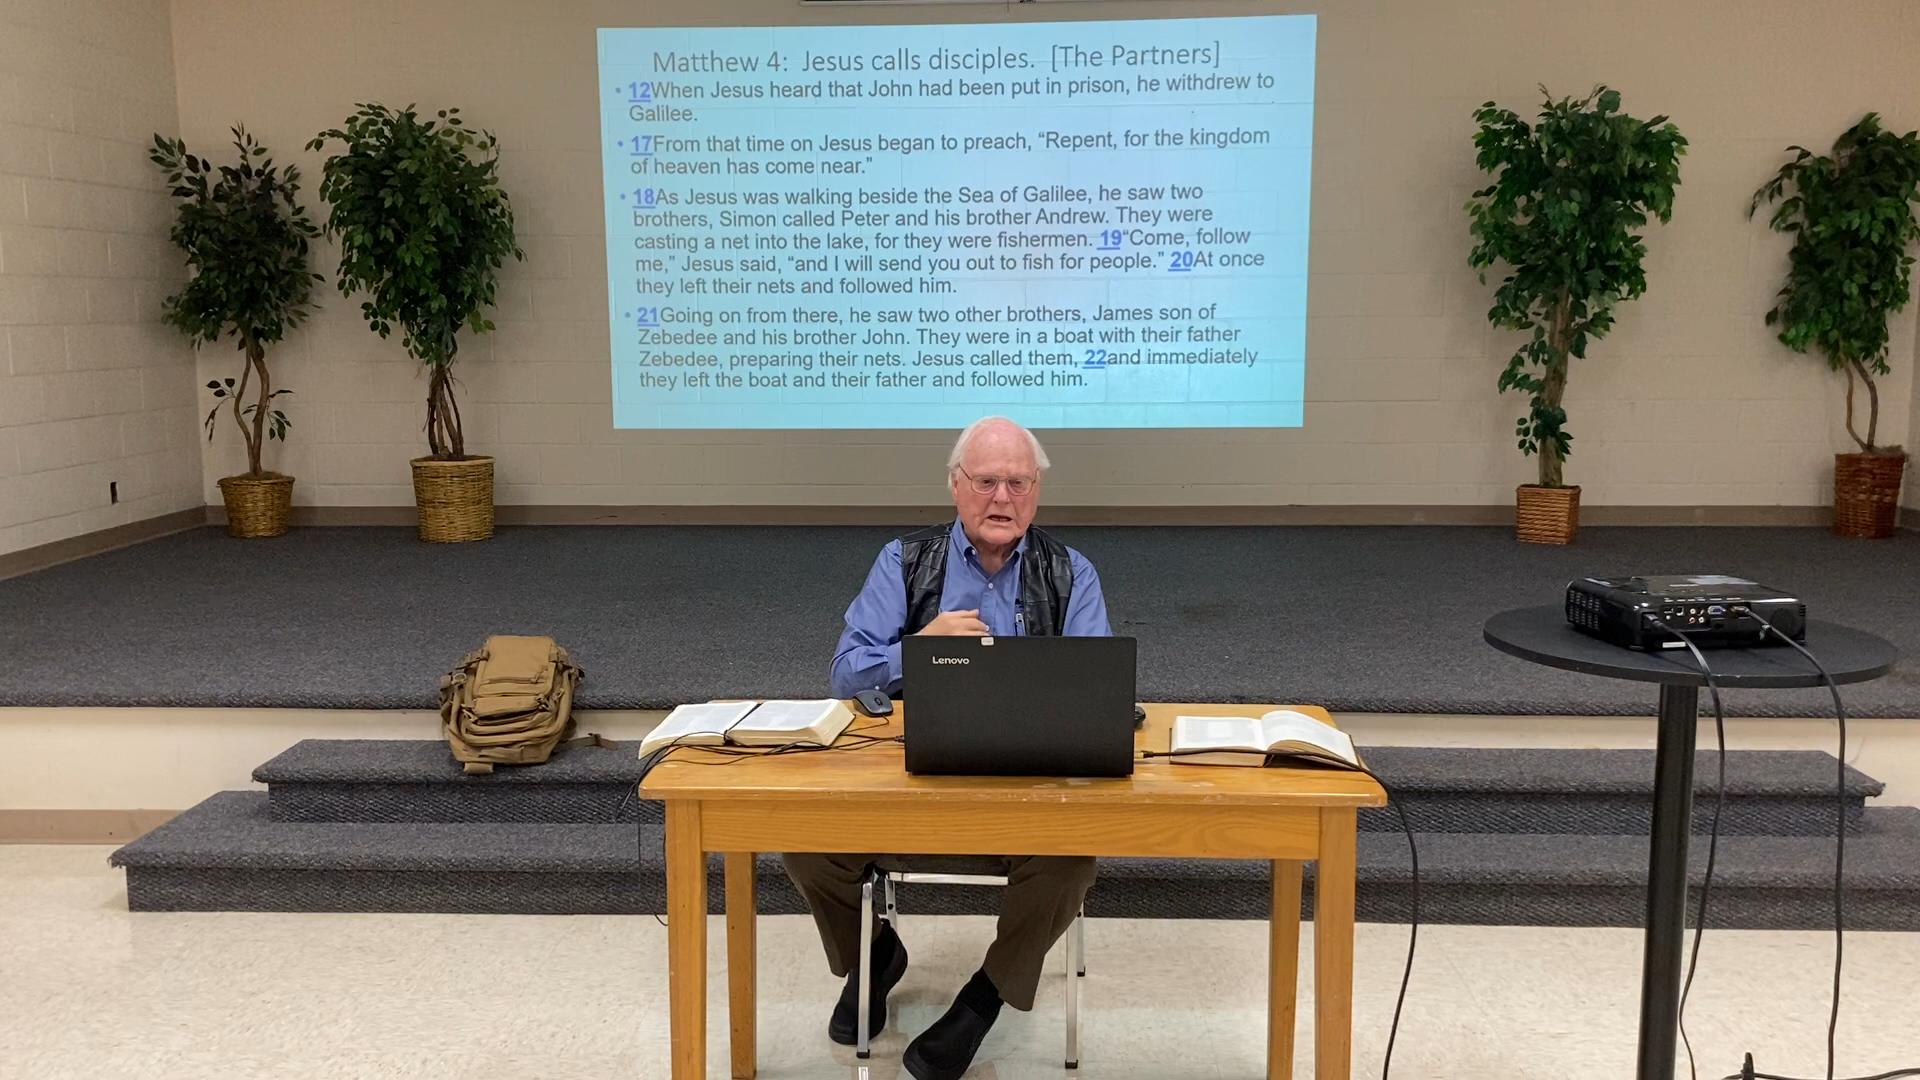 Matthew 4: Jesus calls disciples. [The Partners]
• 12When Jesus heard that John had been put in prison, he withdrew to
Galilee.
• 17From that time on Jesus began to preach, “Repent, for the kingdom
of heaven has come near.”
• 18As Jesus was walking beside the Sea of Galilee, he saw two
brothers, Simon called Peter and his brother Andrew. They were
casting a net into the lake, for they were fishermen. 19“Come, follow
me,” Jesus said, “and I will send you out to fish for people.” 20At once
they left their nets and followed him.
• 21Going on from there, he saw two other brothers, James son of
Zebedee and his brother John. They were in a boat with their father
Zebedee, preparing their nets. Jesus called them, 22and immediately
they left the boat and their father and followed him.
Lenovo